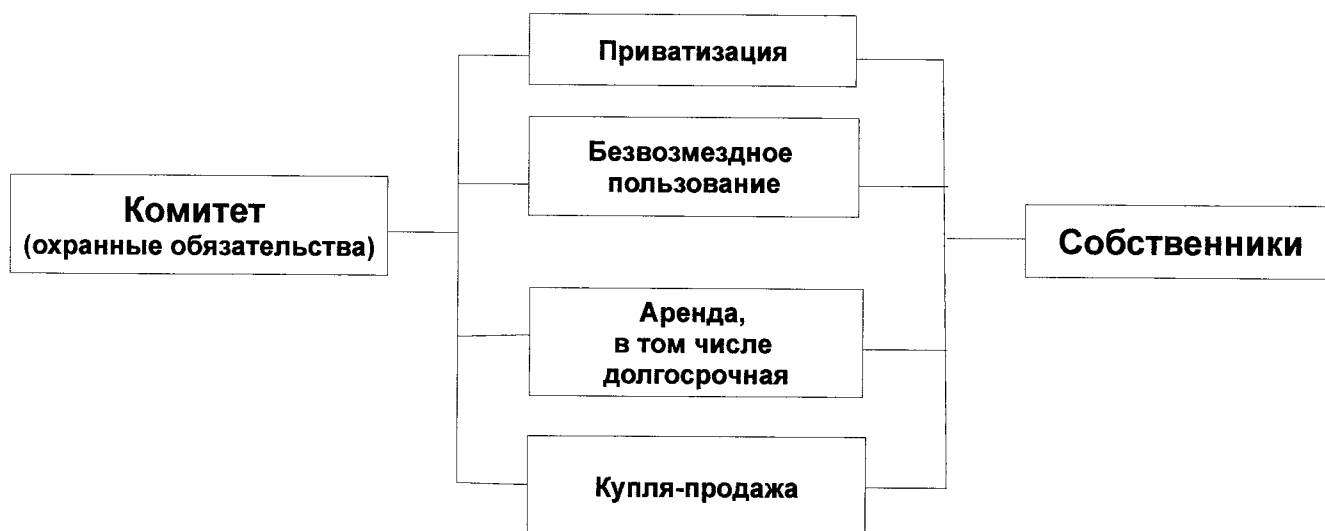 Приватизация
Безвозмездное
пользование
Комитет
(охранные обязательства)
Собственники
Аренда,
в том числе
долгосрочная
Купля-продажа